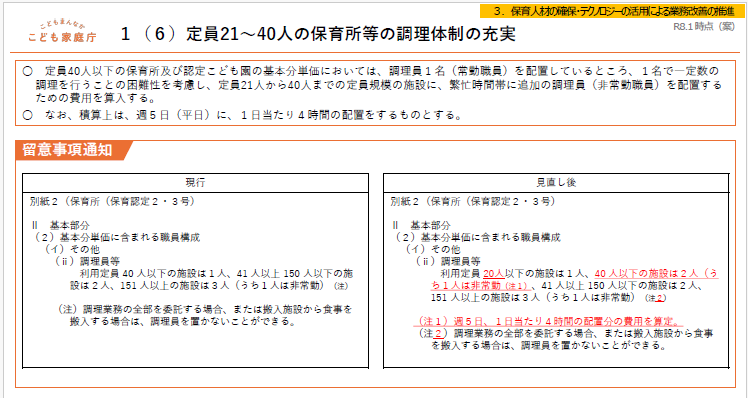 3．保育人材の確保・テクノロジーの活用による業務改善の推進
R8.1時点（案）
こどもまんなか
こども家庭庁
1（6）定員21～40人の保育所等の調理体制の充実
○　定員40人以下の保育所及び認定こども園の基本分単価においては、調理員１名（常勤職員）を配置しているところ、１名で一定数の
調理を行うことの困難性を考慮し、定員21人から40人までの定員規模の施設に、繁忙時間帯に追加の調理員（非常勤職員）を配置する
ための費用を算入する。
○　なお、積算上は、週５日（平日）に、１日当たり４時間の配置をするものとする。
留意事項通知
現行
別紙２（保育所（保育認定２・３号）
Ⅱ　基本部分
（２）基本分単価に含まれる職員構成
（イ）その他
（ⅱ）調理員等
利用定員 40 人以下の施設は１人、41 人以上 150 人以下の施
設は２人、151 人以上の施設は３人（うち１人は非常勤）（注）
（注）調理業務の全部を委託する場合、または搬入施設から食事を
搬入する場合は、調理員を置かないことができる。
見直し後
別紙２（保育所（保育認定２・３号）
Ⅱ　基本部分
（２）基本分単価に含まれる職員構成
（イ）その他
（ⅱ）調理員等
利用定員 20人以下の施設は１人、40 人以下の施設は２人（う
ち１人は非常勤（注１）、41 人以上 150 人以下の施設は２人、
151 人以上の施設は３人（うち１人は非常勤）（注２）
（注１）週５日、１日当たり４時間の配置分の費用を算定。
（注２）調理業務の全部を委託する場合、または搬入施設から食事
を搬入する場合は、調理員を置かないことができる。